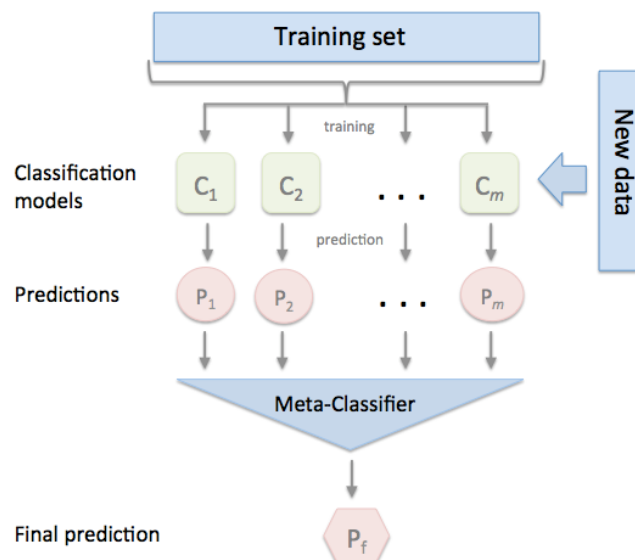 Training set
training
New data
Classification
models
C1 C2 . . . Cm
prediction
Predictions
P1 P2 . . . Pm
Meta-Classifier
Final prediction
Pf